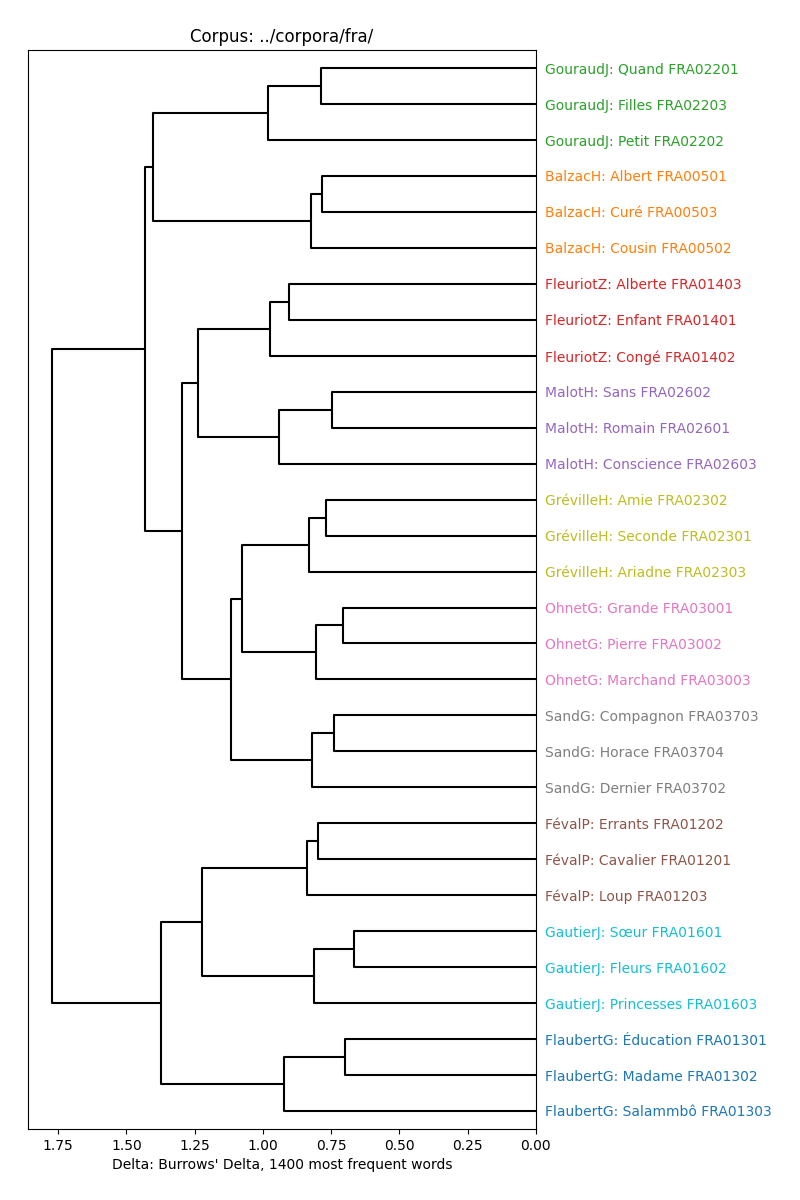 Corpus: ../corpora/fra/
GouraudJ: Quand FRA02201
GouraudJ: Filles FRA02203
GouraudJ: Petit FRA02202
BalzacH: Albert FRA00501
BalzacH: Curé FRA00503
BalzacH: Cousin FRA00502
FleuriotZ: Alberte FRA01403
FleuriotZ: Enfant FRA01401
FleuriotZ: Congé FRA01402
MalotH: Sans FRA02602
MalotH: Romain FRA02601
MalotH: Conscience FRA02603
GrévilleH: Amie FRA02302
GrévilleH: Seconde FRA02301
GrévilleH: Ariadne FRA02303
OhnetG: Grande FRA03001
OhnetG: Pierre FRA03002
OhnetG: Marchand FRA03003
SandG: Compagnon FRA03703
SandG: Horace FRA03704
SandG: Dernier FRA03702
FévalP: Errants FRA01202
FévalP: Cavalier FRA01201
FévalP: Loup FRA01203
GautierJ: Sœur FRA01601
GautierJ: Fleurs FRA01602
GautierJ: Princesses FRA01603
FlaubertG: Éducation FRA01301
FlaubertG: Madame FRA01302
FlaubertG: Salammbô FRA01303
1.75 1.50 1.25 1.00 0.75 0.50 0.25 0.00
Delta: Burrows' Delta, 1400 most frequent words